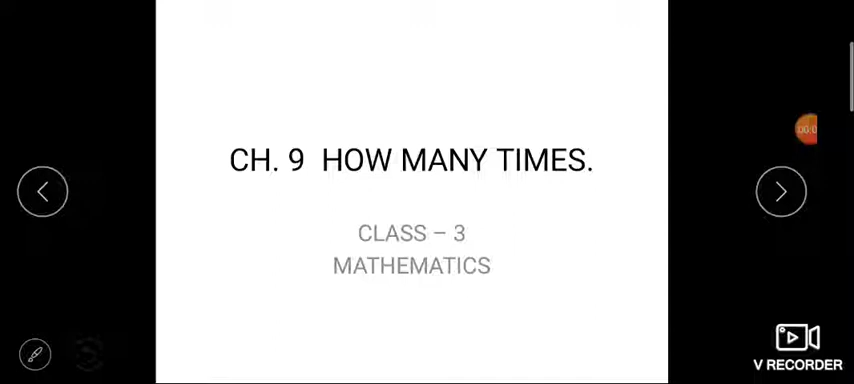 CH. 9 HOW MANY TIMES.
CLASS – 3
MATHEMATICS
V RECORDER